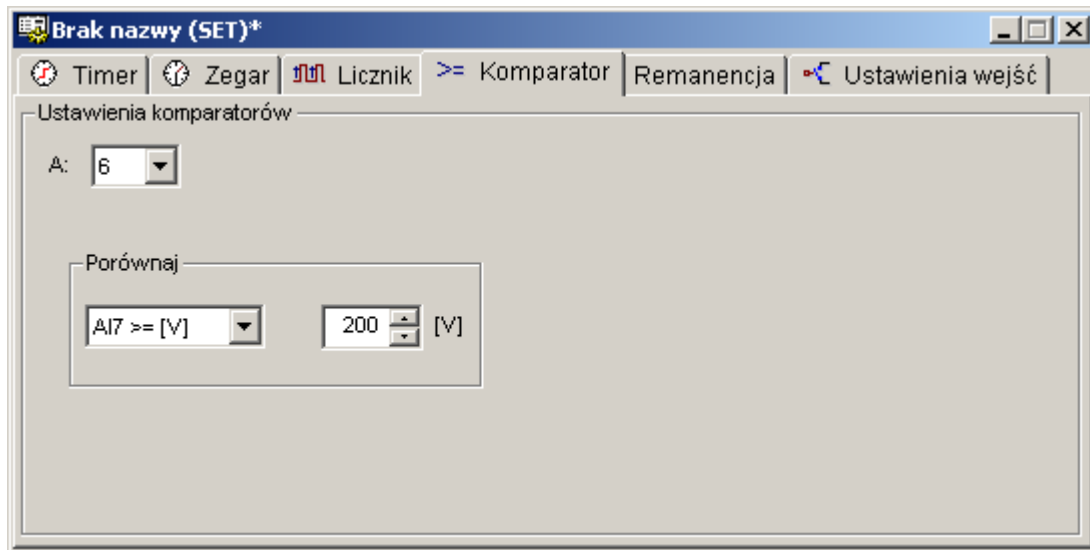 Brak nazwy (SET)*
Timer Zegar Licznik >= Komparator Remanencja Ustawienia wejść
Ustawienia komparatorów
A: 6
Porównaj
AI7 >= [V] 200 [V]